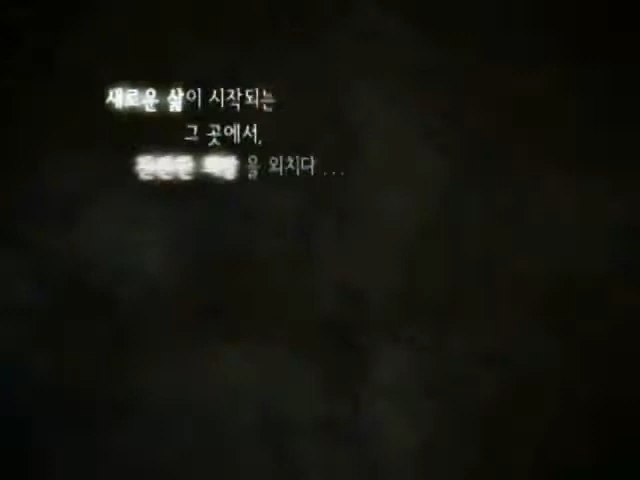 새로운 삶이 시작되는
그 곳에서,
을 외치다 ...